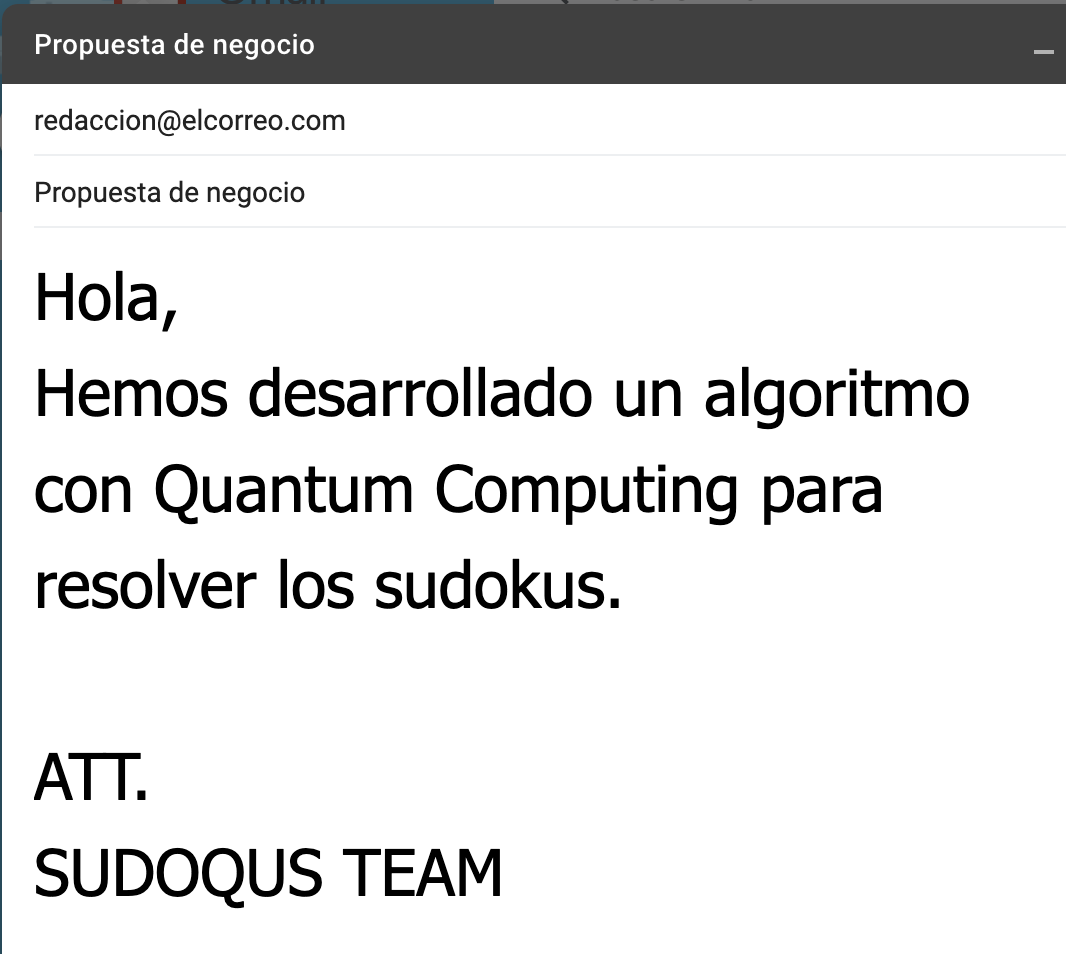 Propuesta de negocio
redaccion@elcorreo.com
Propuesta de negocio
Hola,
Hemos desarrollado un algoritmo
con Quantum Computing para
resolver los sudokus.
ATT.
SUDOQUS TEAM